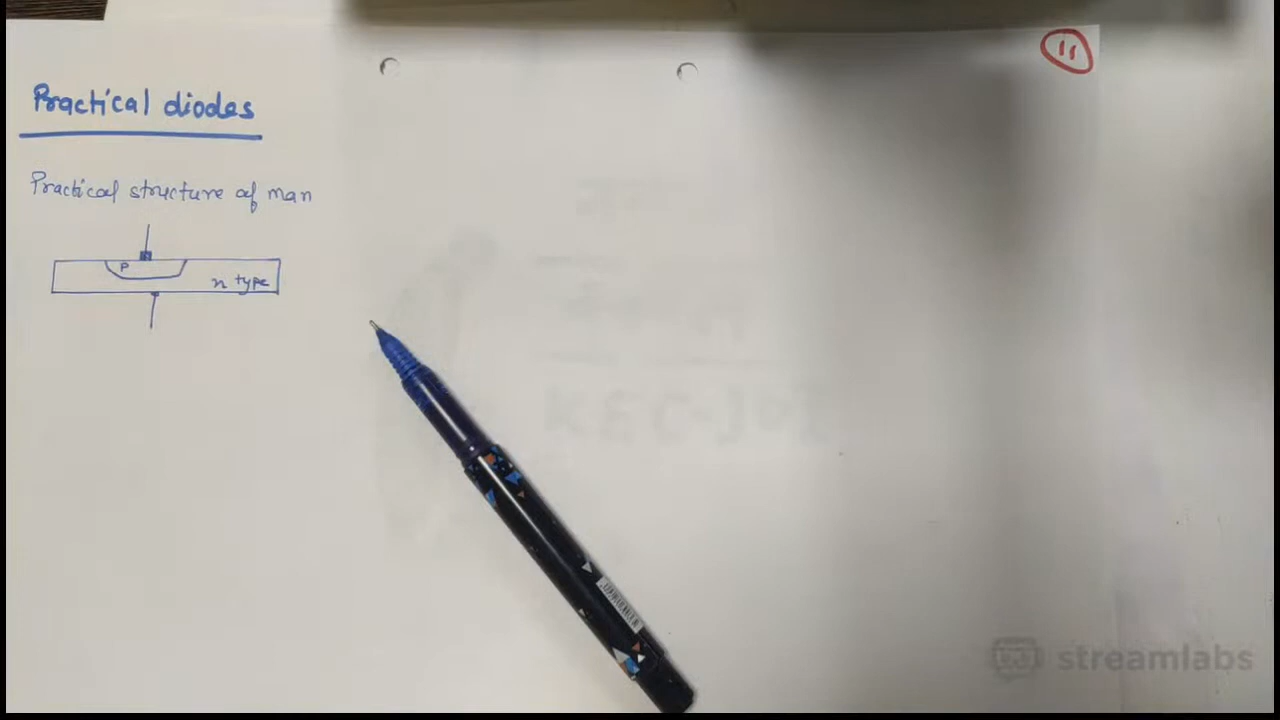 11
Practical diodes
Practical structure of man
P
n type
streamlabs